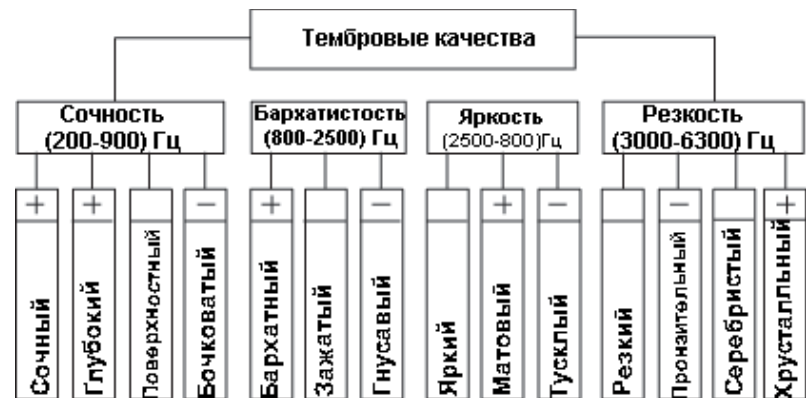 Тембровые качества
Сочность
(200-900) Гц
Бархатистость
(800-2500) Гц
Яркость
(2500-800)Гц
Резкость
(3000-6300) Гц
+
+
—
+
—
+
—
—
+
Сочный
Глубокий
Поверхностный
Бочковатый
Бархатный
Зажатый
Гнусавый
Яркий
Матовый
Тусклый
Резкий
Пронзительный
Серебристый
Хрусталльный